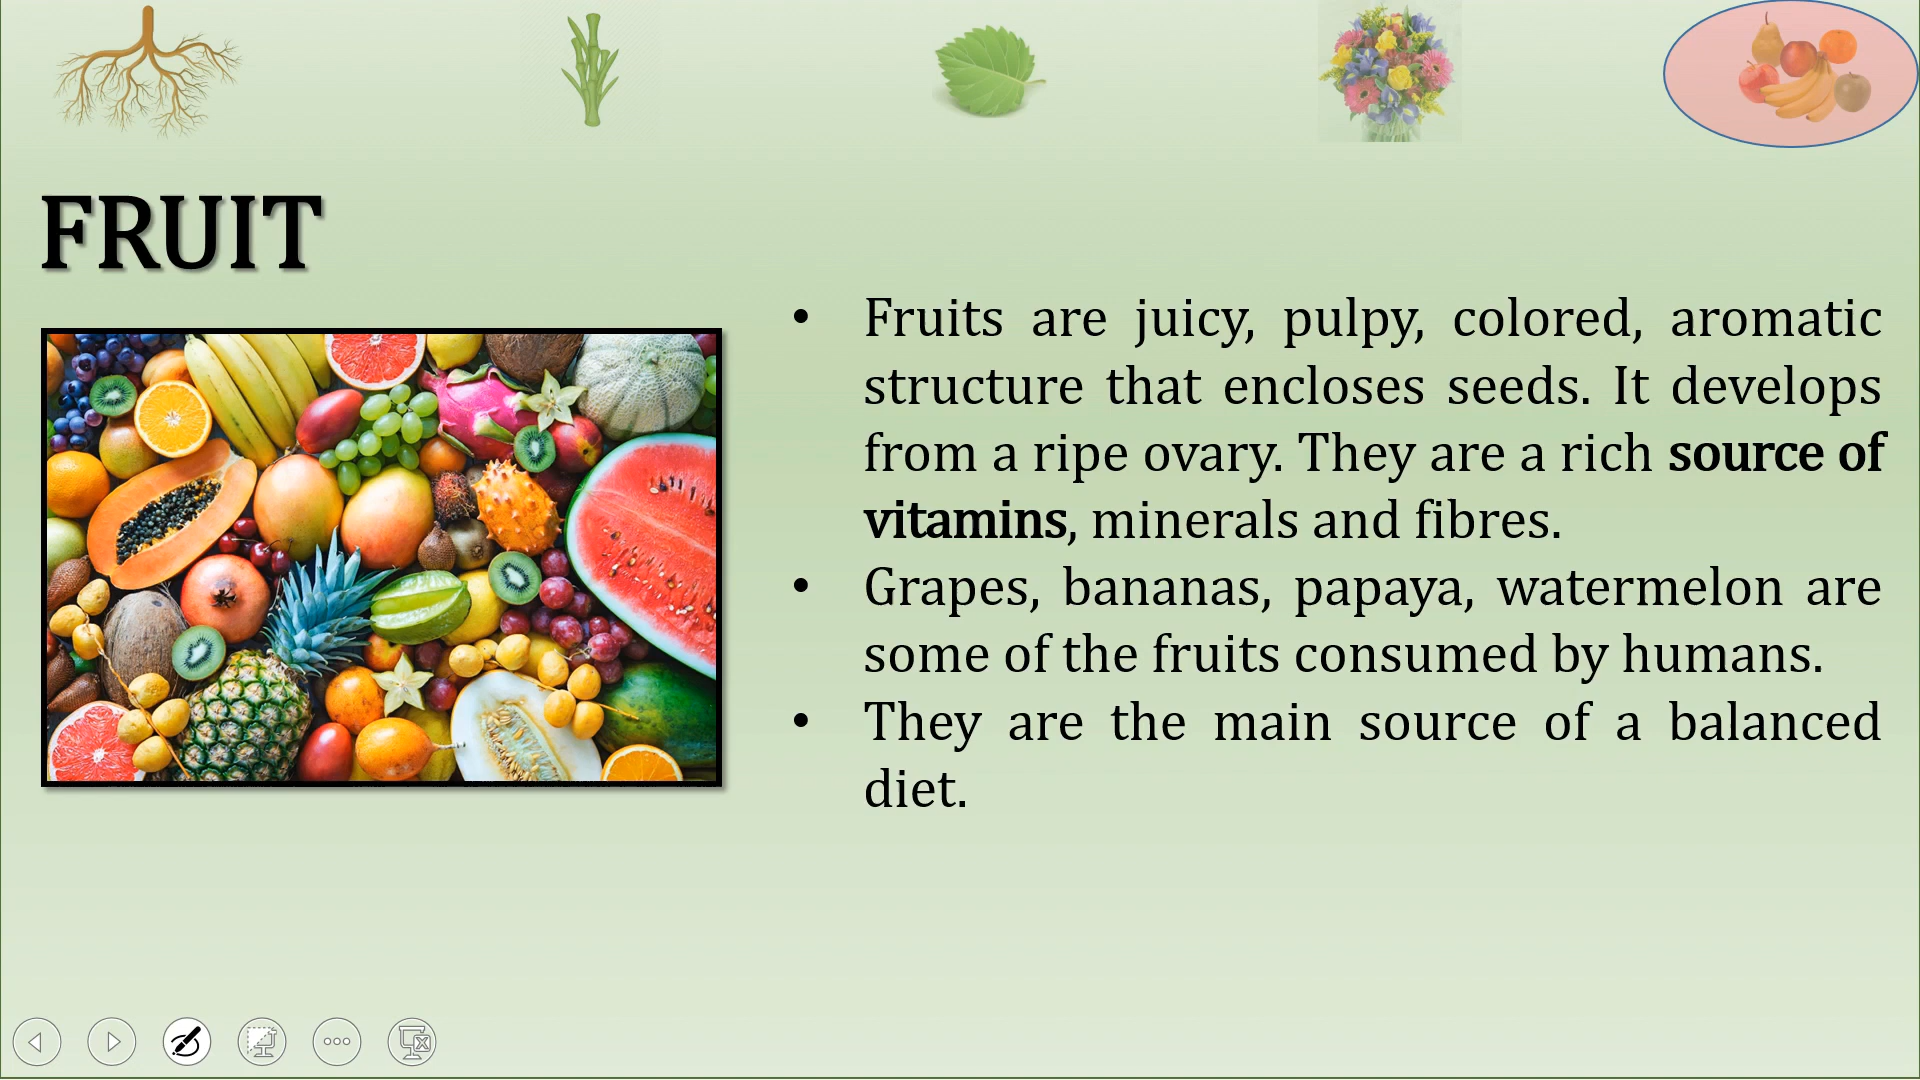 FRUIT
• Fruits are juicy, pulpy, colored, aromatic
structure that encloses seeds. It develops
from a ripe ovary. They are a rich source of
vitamins, minerals and fibres.
• Grapes, bananas, papaya, watermelon are
some of the fruits consumed by humans.
• They are the main source of a balanced
diet.